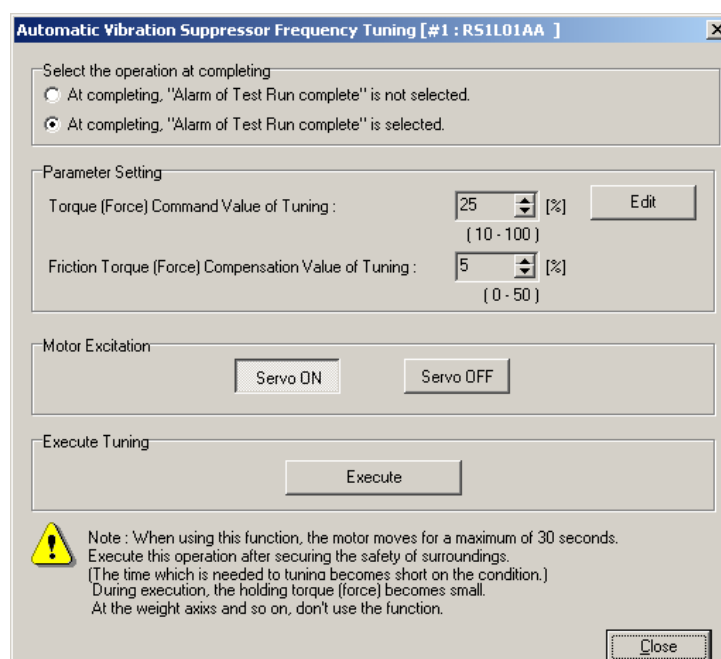 Automatic Vibration Suppressor Frequency Tuning [#1 : RS1L01AA ]
Select the operation at completing
At completing, "Alarm of Test Run complete" is not selected.
At completing, "Alarm of Test Run complete" is selected.
Parameter Setting
Torque (Force) Command Value of Tuning : 25 [%] Edit
( 10 - 100 )
Friction Torque (Force) Compensation Value of Tuning : 5 [%]
( 0 - 50 )
Motor Excitation
Servo ON Servo OFF
Execute Tuning
Execute
Note : When using this function, the motor moves for a maximum of 30 seconds.
Execute this operation after securing the safety of surroundings.
(The time which is needed to tuning becomes short on the condition.)
During execution, the holding torque (force) becomes small.
At the weight axixs and so on, don't use the function.
Close